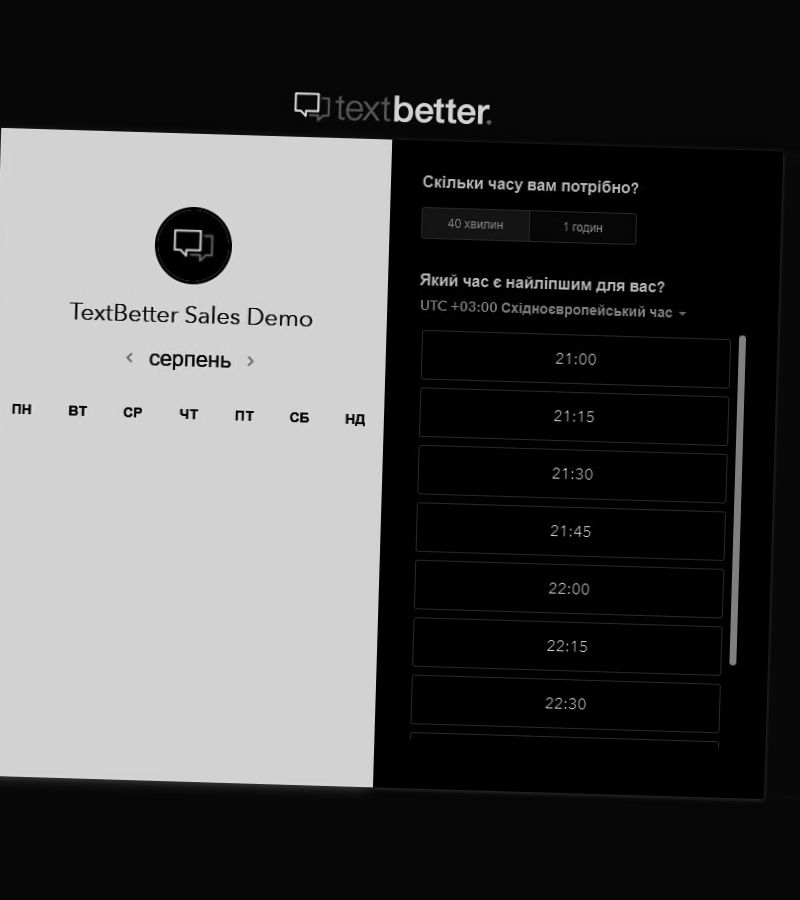 textbetter.
TextBetter Sales Demo
серпень
ПН ВТ СР ЧТ ПТ СБ НД
Скільки часу вам потрібно?
40 хвилин 1 годин
Який час є найліпшим для вас?
UTC +03:00 Східноєвропейський час
21:00
21:15
21:30
21:45
22:00
22:15
22:30